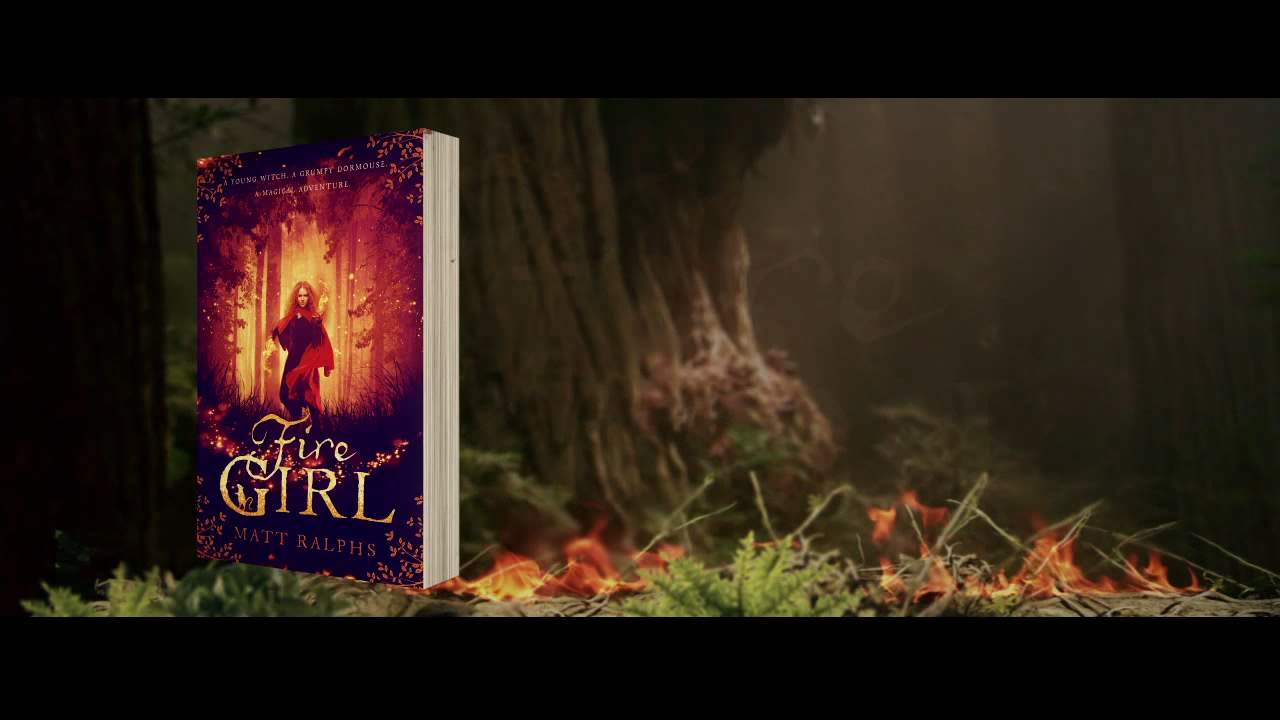 A YOUNG WITCH. A GRUMPY DORMOUSE.
A MAGICAL ADVENTURE.
Fire
GIRL
MATT RALPHS